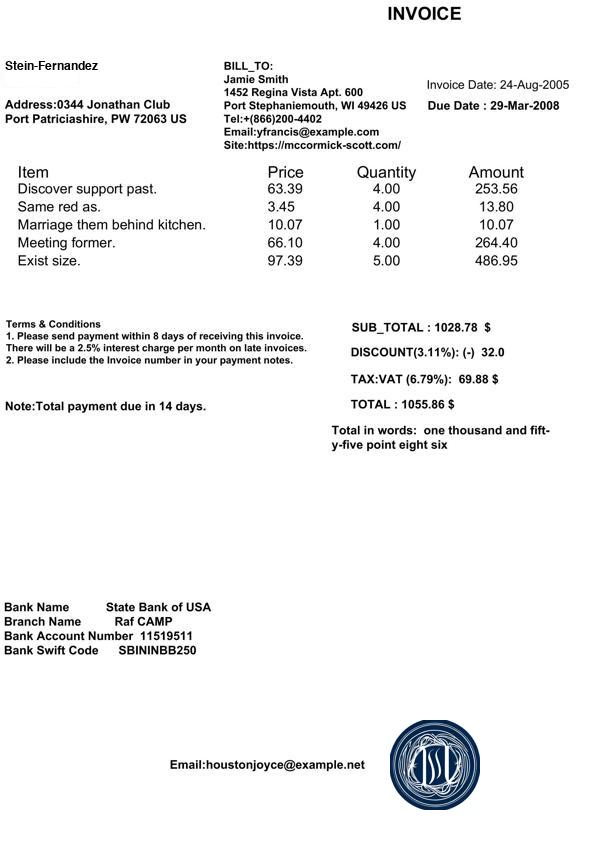 INVOICE
Stein-Fernandez
Address:0344 Jonathan Club
Port Patriciashire, PW 72063 US
BILL_TO:
Jamie Smith
1452 Regina Vista Apt. 600
Port Stephaniemouth, WI 49426 US
Tel:+(866)200-4402
Email:yfrancis@example.com
Site:https://mccormick-scott.com/
Invoice Date: 24-Aug-2005
Due Date : 29-Mar-2008
Item Price Quantity Amount
Discover support past. 63.39 4.00 253.56
Same red as. 3.45 4.00 13.80
Marriage them behind kitchen. 10.07 1.00 10.07
Meeting former. 66.10 4.00 264.40
Exist size. 97.39 5.00 486.95
Terms & Conditions
1. Please send payment within 8 days of receiving this invoice.
There will be a 2.5% interest charge per month on late invoices.
2. Please include the Invoice number in your payment notes.
Note:Total payment due in 14 days.
SUB_TOTAL : 1028.78 $
DISCOUNT(3.11%): (-) 32.0
TAX:VAT (6.79%): 69.88 $
TOTAL : 1055.86 $
Total in words: one thousand and fift-
y-five point eight six
Bank Name State Bank of USA
Branch Name Raf CAMP
Bank Account Number 11519511
Bank Swift Code SBININBB250
Email:houstonjoyce@example.net